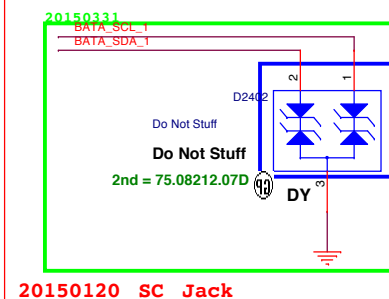 20150331
BATA_SCL_1
BATA_SDA_1
2
1
D2402
Do Not Stuff
Do Not Stuff
2nd = 75.08212.07D
DY
3
20150120 SC Jack